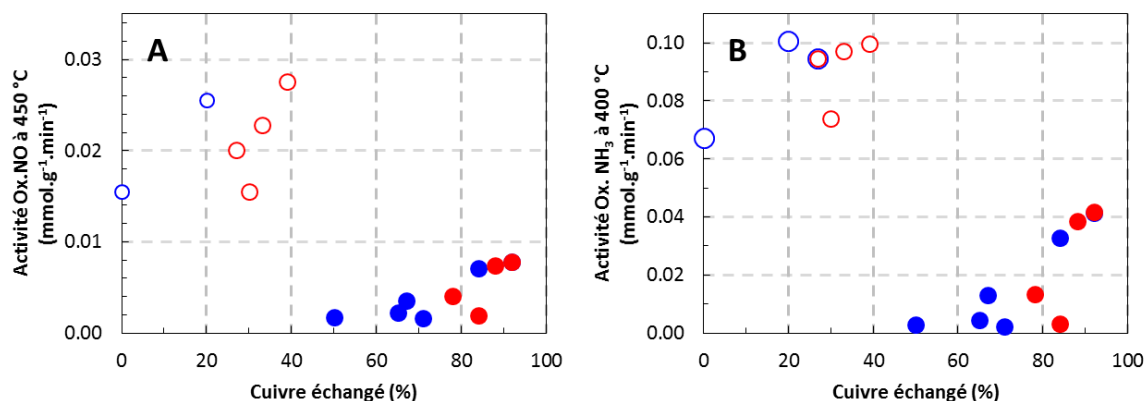 A
Activité Ox.NO à 450 °C
(mmol.g⁻¹.min⁻¹)
0.03
0.02
0.01
0.00
0 20 40 60 80 100
Cuivre échangé (%)
B
Activité Ox. NH₃ à 400 °C
(mmol.g⁻¹.min⁻¹)
0.10
0.08
0.06
0.04
0.02
0.00
0 20 40 60 80 100
Cuivre échangé (%)